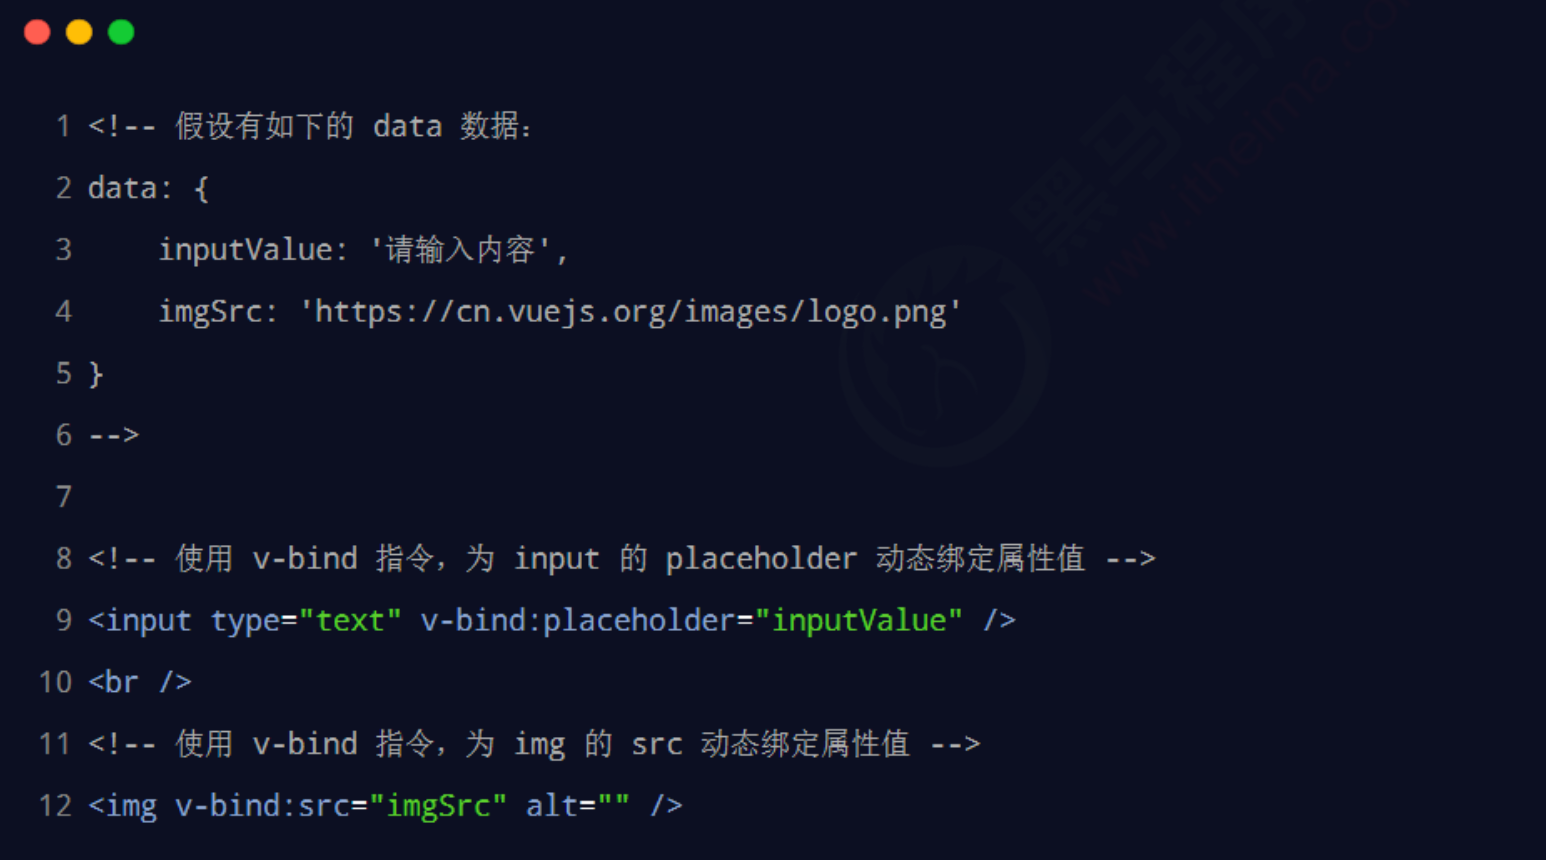 1 <!-- 假设有如下的 data 数据:
2 data: {
3     inputValue: '请输入内容',
4     imgSrc: 'https://cn.vuejs.org/images/logo.png'
5 }
6 -->
7
8 <!-- 使用 v-bind 指令，为 input 的 placeholder 动态绑定属性值 -->
9 <input type="text" v-bind:placeholder="inputValue" />
10 <br />
11 <!-- 使用 v-bind 指令，为 img 的 src 动态绑定属性值 -->
12 <img v-bind:src="imgSrc" alt="" />
黑马程序
www.itheima.co